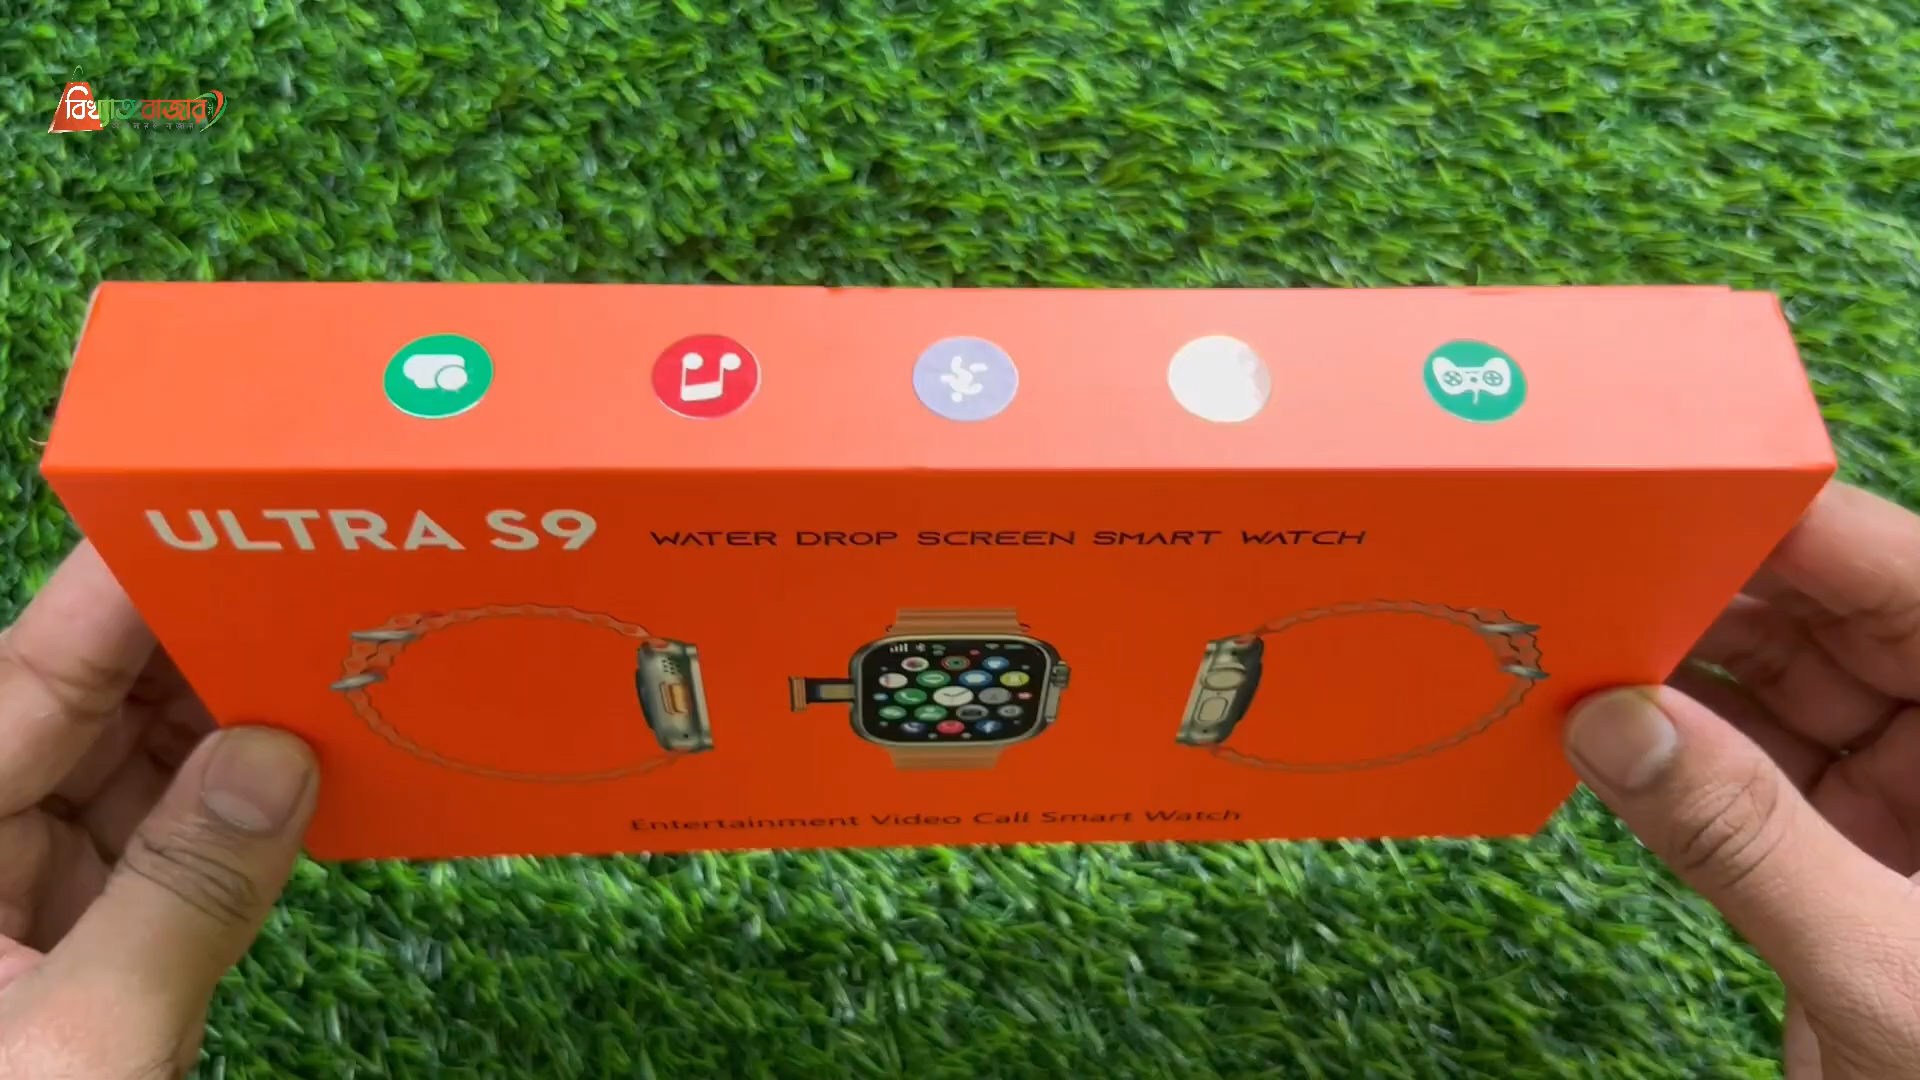 বিখ্যাত বাজার
ULTRA S9
WATER DROP SCREEN SMART WATCH
Entertainment Video Call Smart Watch